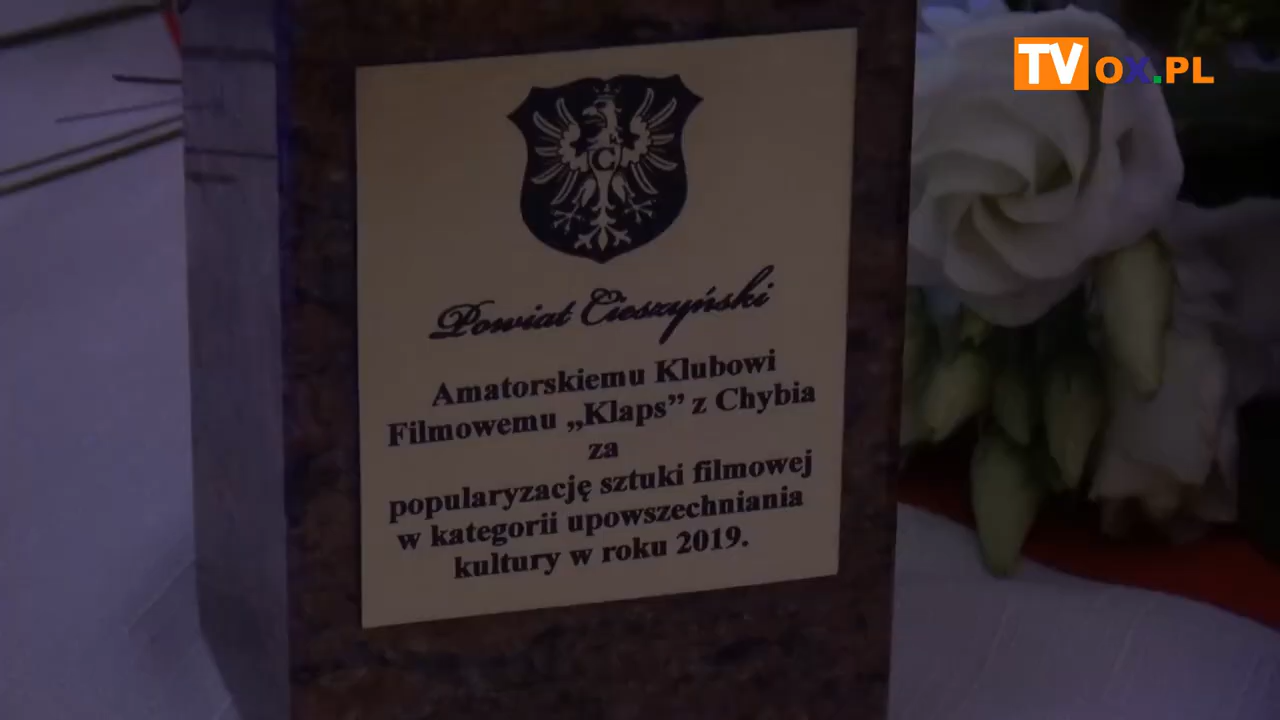 TVOX.PL
C
Powiat Cieszyński
Amatorskiemu Klubowi
Filmowemu „Klaps” z Chybia
za
popularyzację sztuki filmowej
w kategorii upowszechniania
kultury w roku 2019.